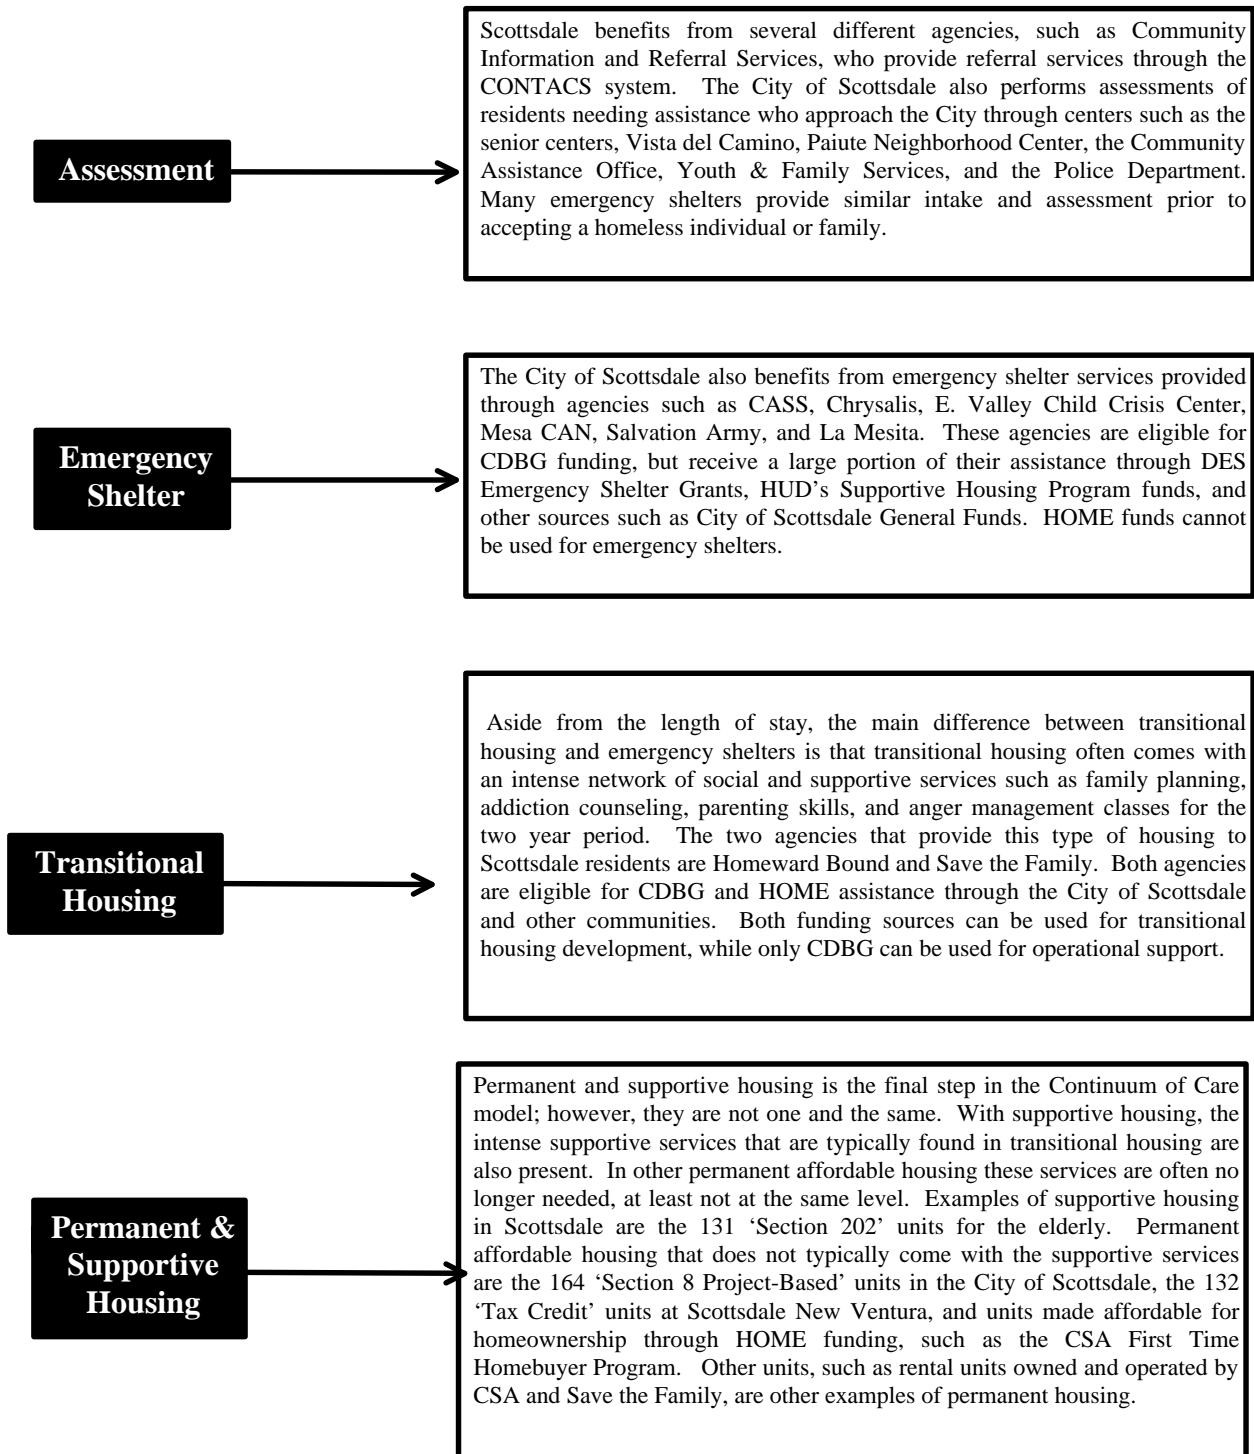 Scottsdale benefits from several different agencies, such as Community
Information and Referral Services, who provide referral services through the
CONTACS system. The City of Scottsdale also performs assessments of
residents needing assistance who approach the City through centers such as the
senior centers, Vista del Camino, Paiute Neighborhood Center, the Community
Assistance Office, Youth & Family Services, and the Police Department.
Many emergency shelters provide similar intake and assessment prior to
accepting a homeless individual or family.
Assessment
The City of Scottsdale also benefits from emergency shelter services provided
through agencies such as CASS, Chrysalis, E. Valley Child Crisis Center,
Mesa CAN, Salvation Army, and La Mesita. These agencies are eligible for
CDBG funding, but receive a large portion of their assistance through DES
Emergency Shelter Grants, HUD’s Supportive Housing Program funds, and
other sources such as City of Scottsdale General Funds. HOME funds cannot
be used for emergency shelters.
Emergency
Shelter
Aside from the length of stay, the main difference between transitional
housing and emergency shelters is that transitional housing often comes with
an intense network of social and supportive services such as family planning,
addiction counseling, parenting skills, and anger management classes for the
two year period. The two agencies that provide this type of housing to
Scottsdale residents are Homeward Bound and Save the Family. Both agencies
are eligible for CDBG and HOME assistance through the City of Scottsdale
and other communities. Both funding sources can be used for transitional
housing development, while only CDBG can be used for operational support.
Transitional
Housing
Permanent and supportive housing is the final step in the Continuum of Care
model; however, they are not one and the same. With supportive housing, the
intense supportive services that are typically found in transitional housing are
also present. In other permanent affordable housing these services are often no
longer needed, at least not at the same level. Examples of supportive housing
in Scottsdale are the 131 ‘Section 202’ units for the elderly. Permanent
affordable housing that does not typically come with the supportive services
are the 164 ‘Section 8 Project-Based’ units in the City of Scottsdale, the 132
‘Tax Credit’ units at Scottsdale New Ventura, and units made affordable for
homeownership through HOME funding, such as the CSA First Time
Homebuyer Program. Other units, such as rental units owned and operated by
CSA and Save the Family, are other examples of permanent housing.
Permanent &
Supportive
Housing